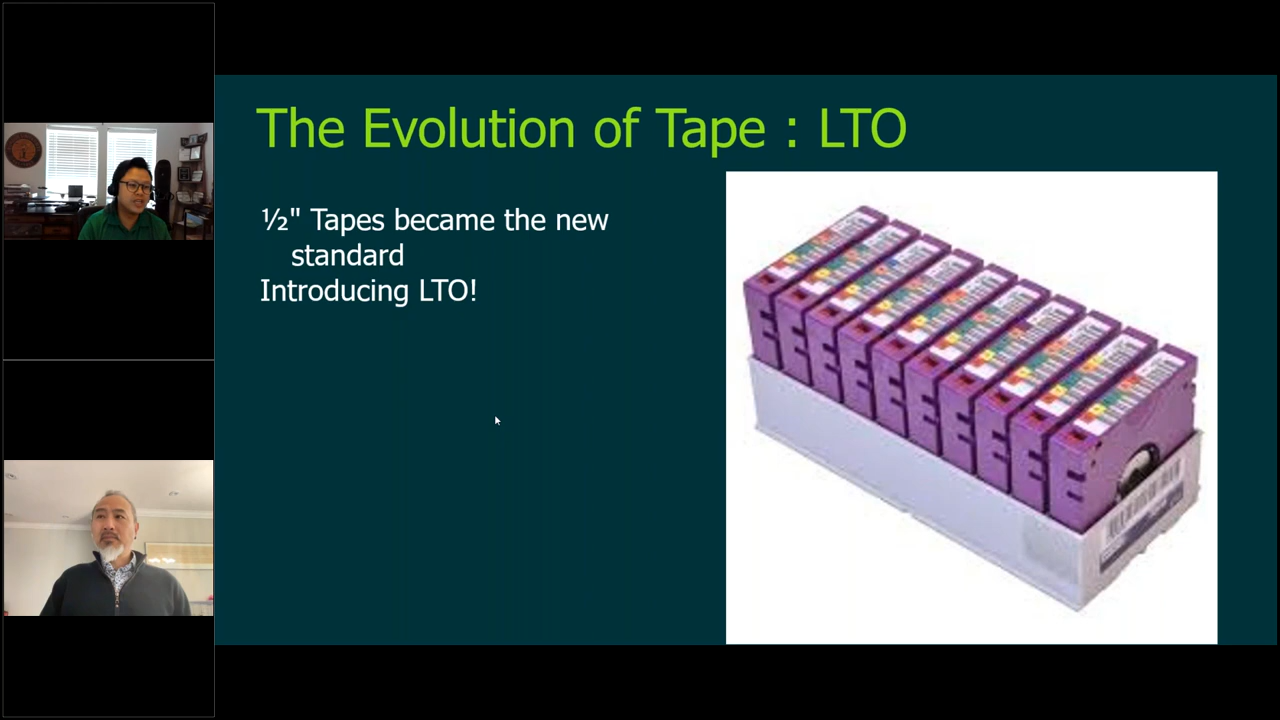 The Evolution of Tape : LTO
½" Tapes became the new
standard
Introducing LTO!